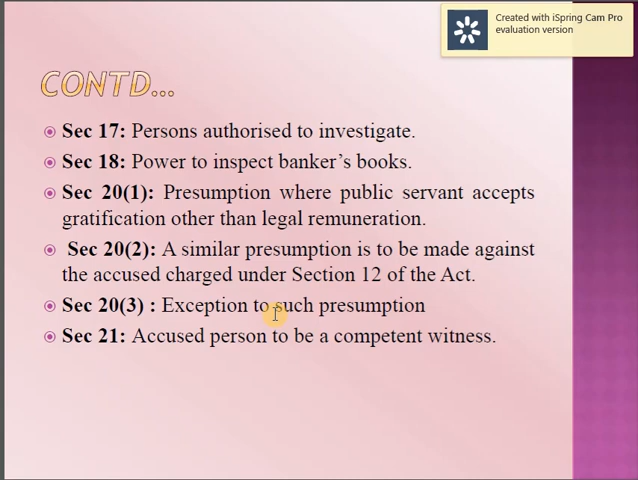 Created with iSpring Cam Pro
evaluation version
CONTD...
Sec 17: Persons authorised to investigate.
Sec 18: Power to inspect banker's books.
Sec 20(1): Presumption where public servant accepts
gratification other than legal remuneration.
Sec 20(2): A similar presumption is to be made against
the accused charged under Section 12 of the Act.
Sec 20(3) : Exception to such presumption
Sec 21: Accused person to be a competent witness.